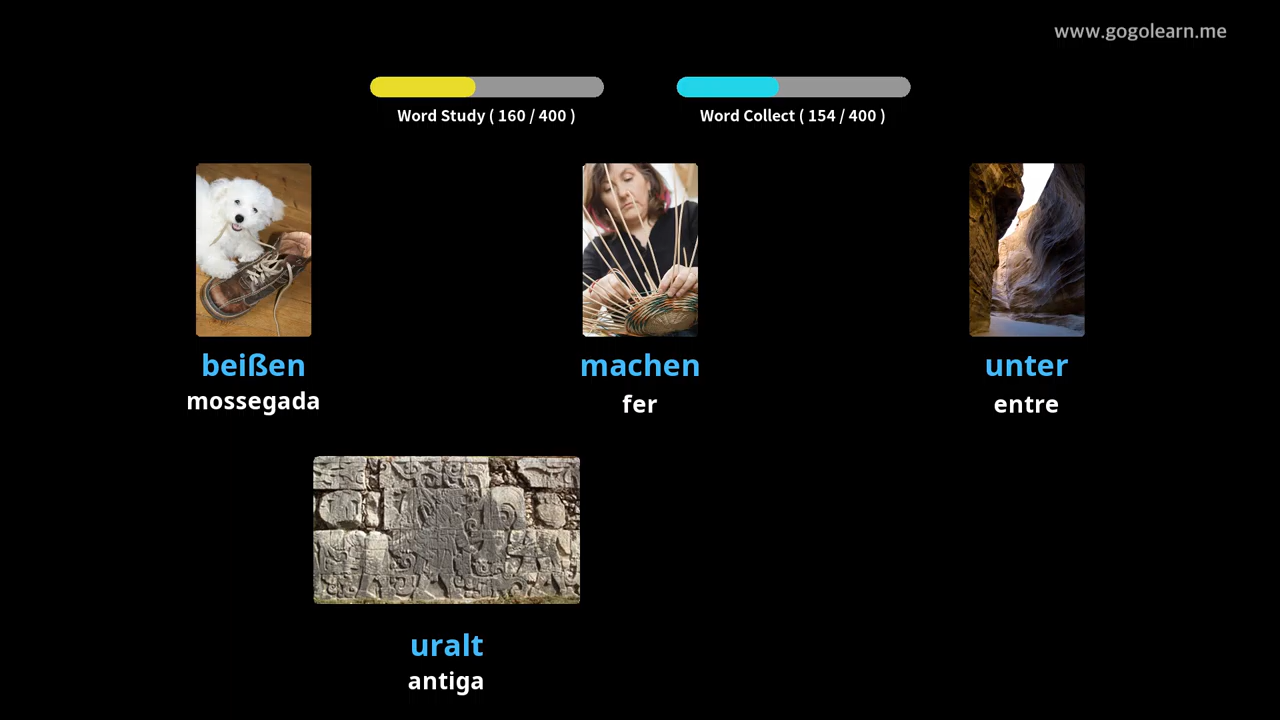 www.gogolearn.me
Word Study ( 160 / 400 )
Word Collect ( 154 / 400 )
beißen
mossegada
machen
fer
unter
entre
uralt
antiga